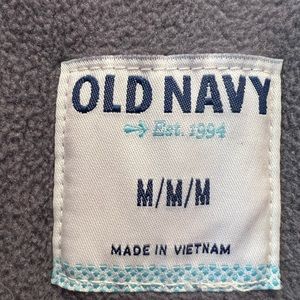 OLD NAVY
Est. 1994
M/M/M
MADE IN VIETNAM